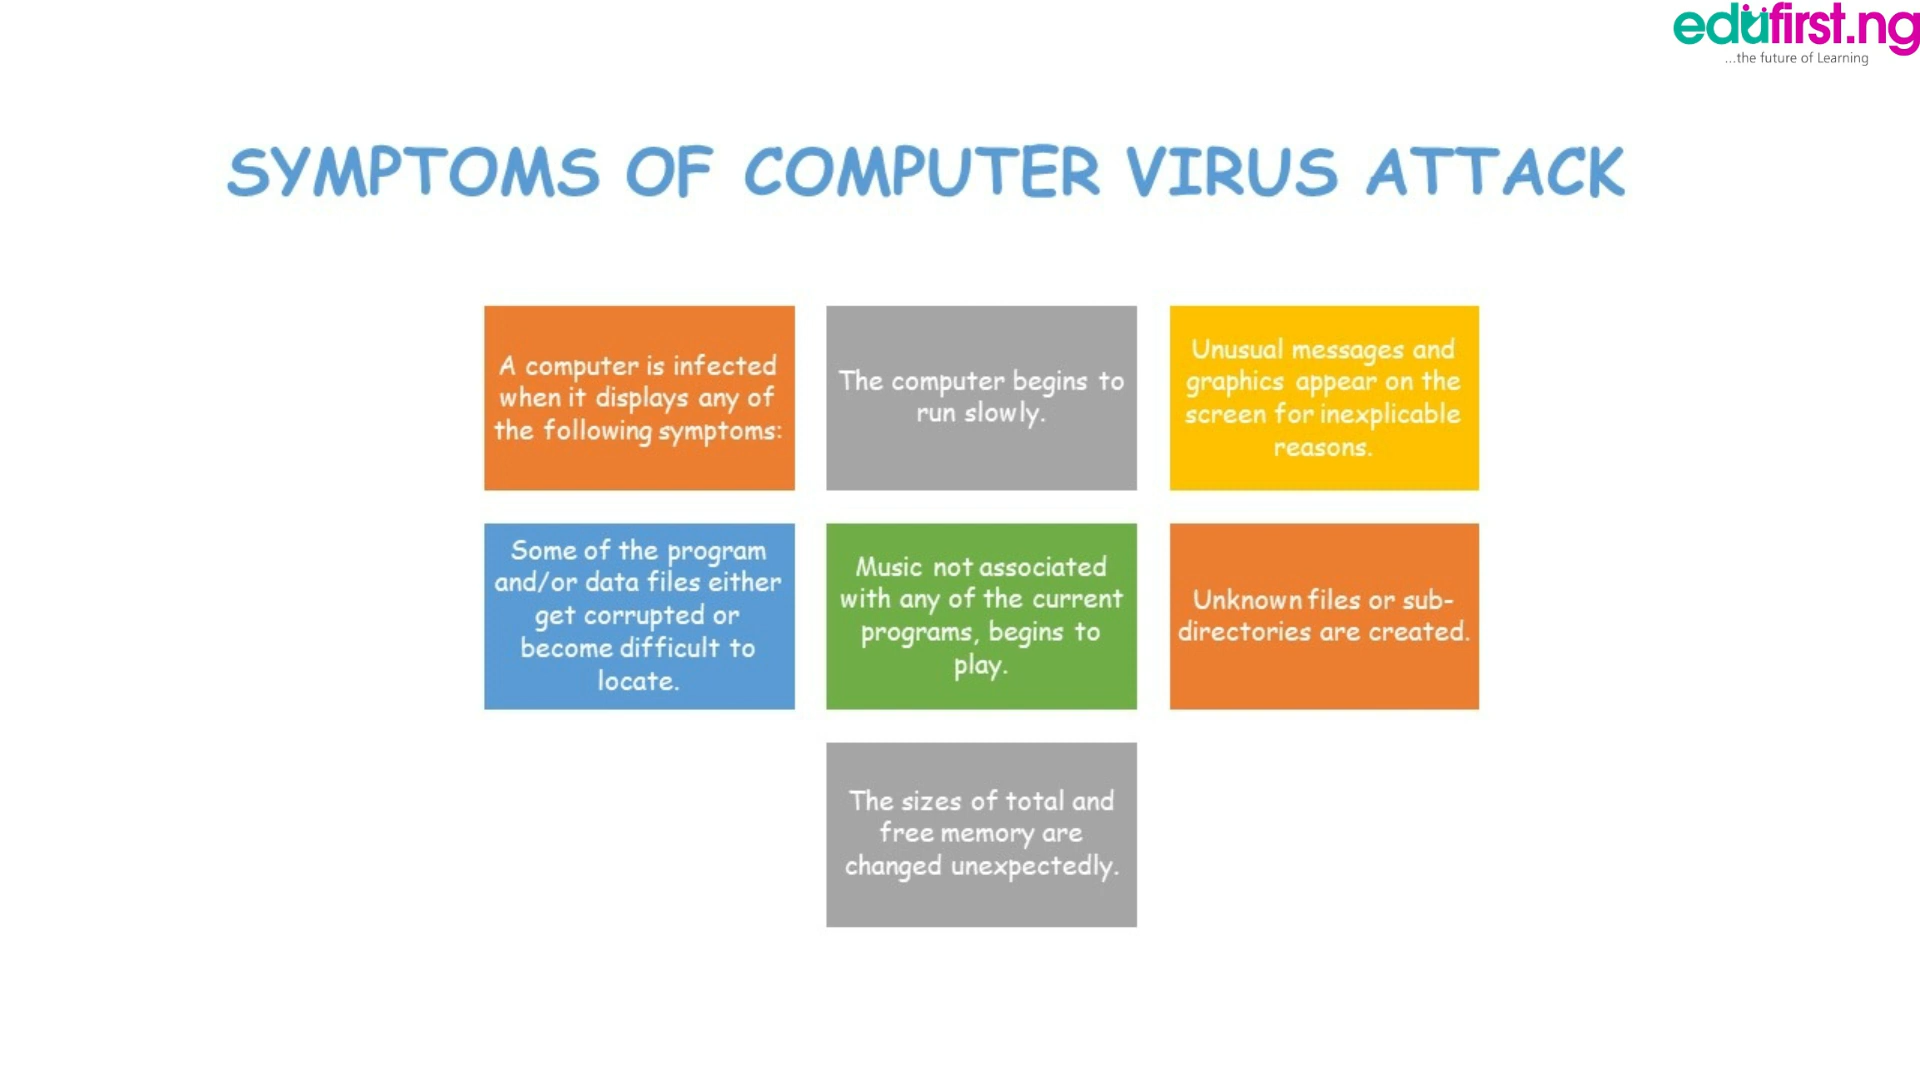 edufirst.ng
...the future of Learning
SYMPTOMS OF COMPUTER VIRUS ATTACK
A computer is infected
when it displays any of
the following symptoms:
The computer begins to
run slowly.
Unusual messages and
graphics appear on the
screen for inexplicable
reasons.
Some of the program
and/or data files either
get corrupted or
become difficult to
locate.
Music not associated
with any of the current
programs, begins to
play.
Unknown files or sub-
directories are created.
The sizes of total and
free memory are
changed unexpectedly.